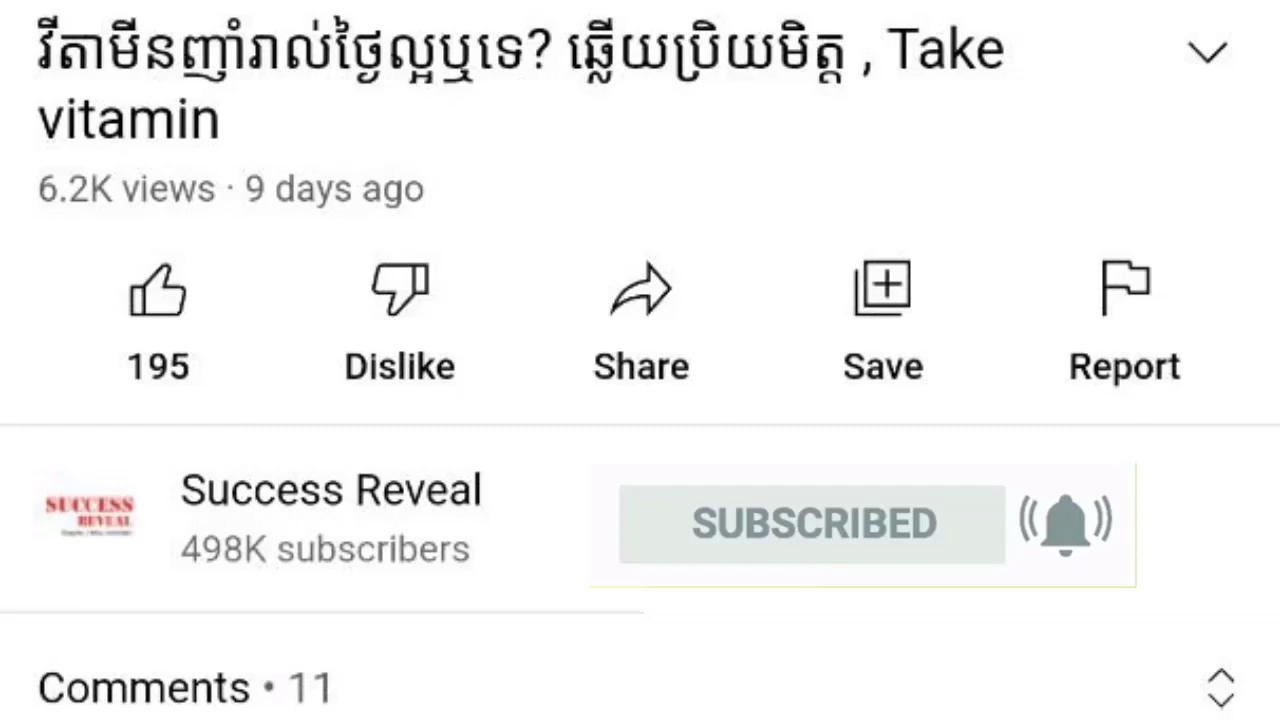 វីតាមីនញាំរាល់ថ្ងៃល្អឬទេ? ឆ្លើយប្រិយមិត្ត , Take
vitamin
6.2K views · 9 days ago
195 Dislike Share Save Report
SUCCESS
REVEAL
Success Reveal
498K subscribers
SUBSCRIBED
Comments • 11